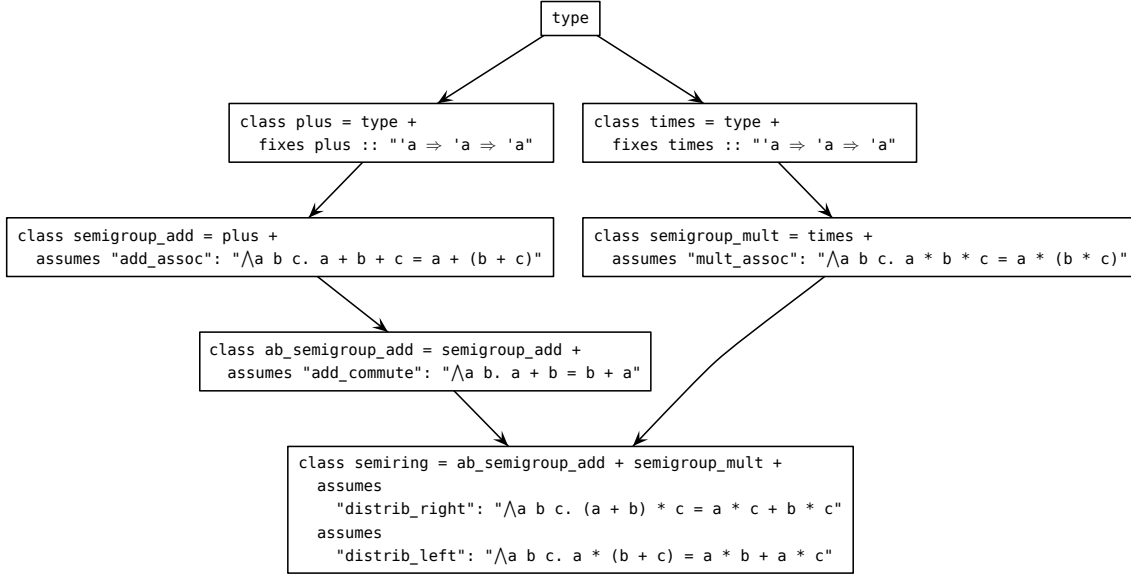 type
class plus = type +
  fixes plus :: "'a ⇒ 'a ⇒ 'a"
class times = type +
  fixes times :: "'a ⇒ 'a ⇒ 'a"
class semigroup_add = plus +
  assumes "add_assoc": "⋀a b c. a + b + c = a + (b + c)"
class semigroup_mult = times +
  assumes "mult_assoc": "⋀a b c. a * b * c = a * (b * c)"
class ab_semigroup_add = semigroup_add +
  assumes "add_commute": "⋀a b. a + b = b + a"
class semiring = ab_semigroup_add + semigroup_mult +
  assumes
    "distrib_right": "⋀a b c. (a + b) * c = a * c + b * c"
  assumes
    "distrib_left": "⋀a b c. a * (b + c) = a * b + a * c"